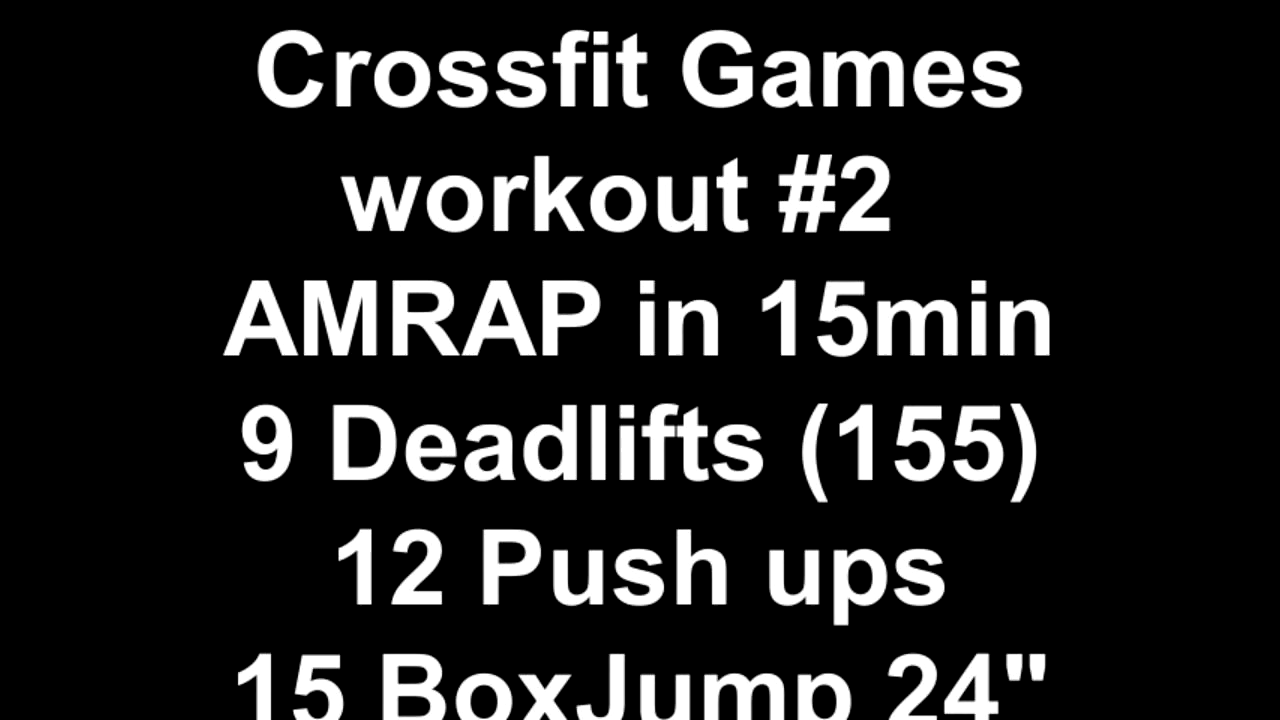 Crossfit Games
workout #2
AMRAP in 15min
9 Deadlifts (155)
12 Push ups
15 BoxJump 24"